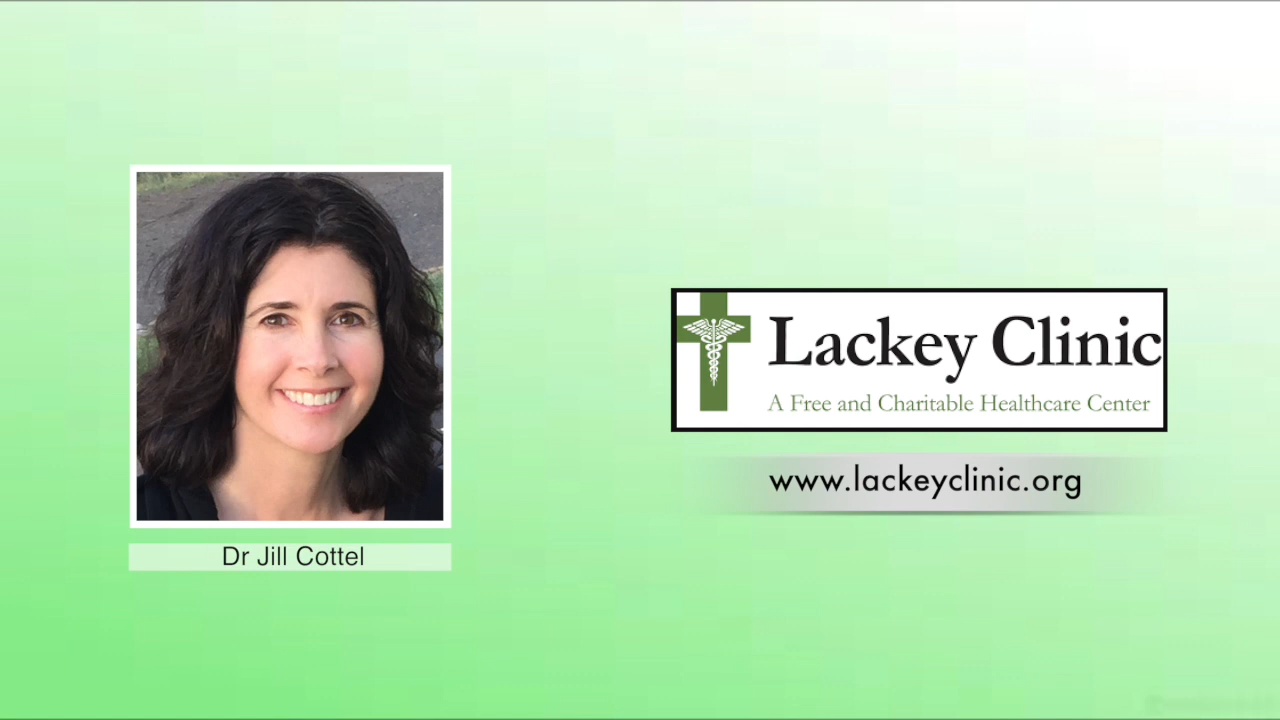 Dr Jill Cottel
Lackey Clinic
A Free and Charitable Healthcare Center
www.lackeyclinic.org